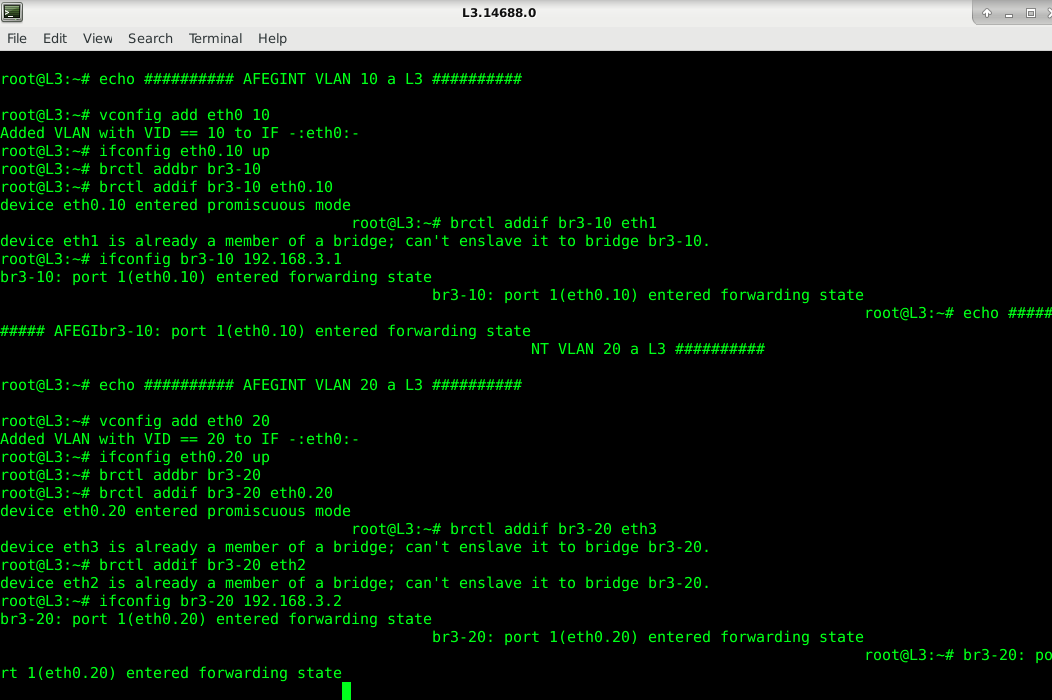 L3.14688.0
File Edit View Search Terminal Help
root@L3:~# echo ########## AFEGINT VLAN 10 a L3 ##########
root@L3:~# vconfig add eth0 10
Added VLAN with VID == 10 to IF -:eth0:-
root@L3:~# ifconfig eth0.10 up
root@L3:~# brctl addbr br3-10
root@L3:~# brctl addif br3-10 eth0.10
device eth0.10 entered promiscuous mode
root@L3:~# brctl addif br3-10 eth1
device eth1 is already a member of a bridge; can't enslave it to bridge br3-10.
root@L3:~# ifconfig br3-10 192.168.3.1
br3-10: port 1(eth0.10) entered forwarding state
br3-10: port 1(eth0.10) entered forwarding state
root@L3:~# echo #####
##### AFEGIbr3-10: port 1(eth0.10) entered forwarding state
NT VLAN 20 a L3 ##########
root@L3:~# echo ########## AFEGINT VLAN 20 a L3 ##########
root@L3:~# vconfig add eth0 20
Added VLAN with VID == 20 to IF -:eth0:-
root@L3:~# ifconfig eth0.20 up
root@L3:~# brctl addbr br3-20
root@L3:~# brctl addif br3-20 eth0.20
device eth0.20 entered promiscuous mode
root@L3:~# brctl addif br3-20 eth3
device eth3 is already a member of a bridge; can't enslave it to bridge br3-20.
root@L3:~# brctl addif br3-20 eth2
device eth2 is already a member of a bridge; can't enslave it to bridge br3-20.
root@L3:~# ifconfig br3-20 192.168.3.2
br3-20: port 1(eth0.20) entered forwarding state
br3-20: port 1(eth0.20) entered forwarding state
root@L3:~# br3-20: po
rt 1(eth0.20) entered forwarding state